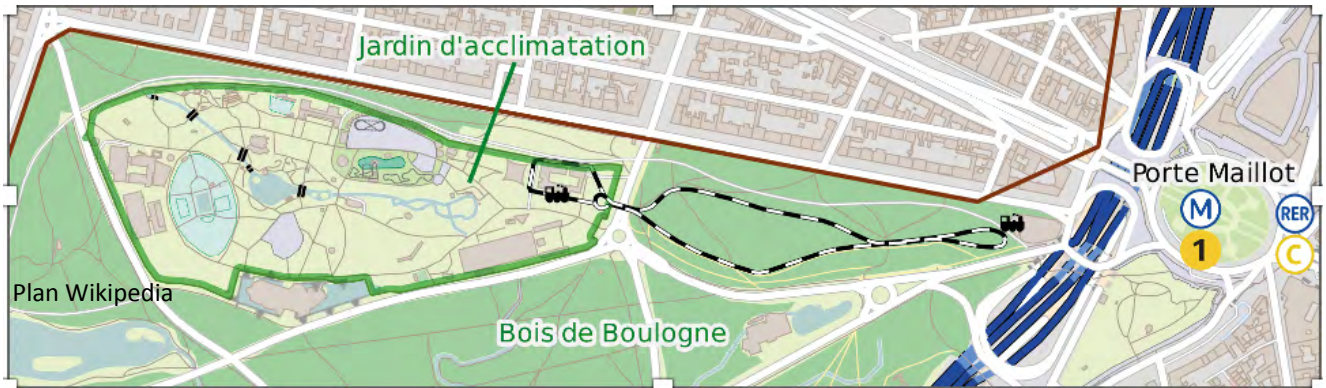 Jardin d'acclimatation
Porte Maillot
M
RER
1
C
Plan Wikipedia
Bois de Boulogne